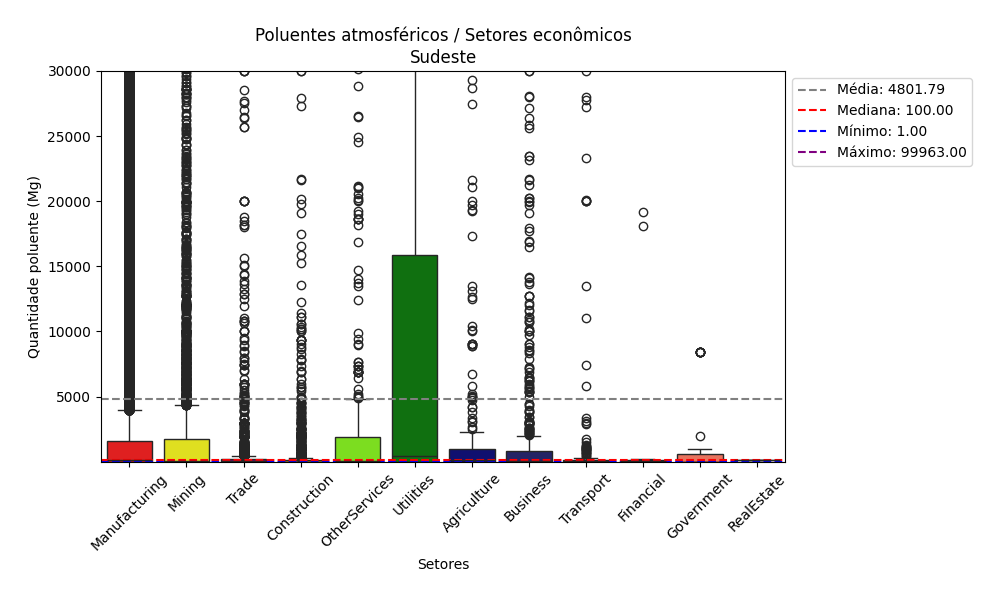 Poluentes atmosféricos / Setores econômicos
Sudeste
Quantidade poluente (Mg)
30000
25000
20000
15000
10000
5000
Média: 4801.79
Mediana: 100.00
Mínimo: 1.00
Máximo: 99963.00
Manufacturing
Mining
Trade
Construction
OtherServices
Utilities
Agriculture
Business
Transport
Financial
Government
RealEstate
Setores